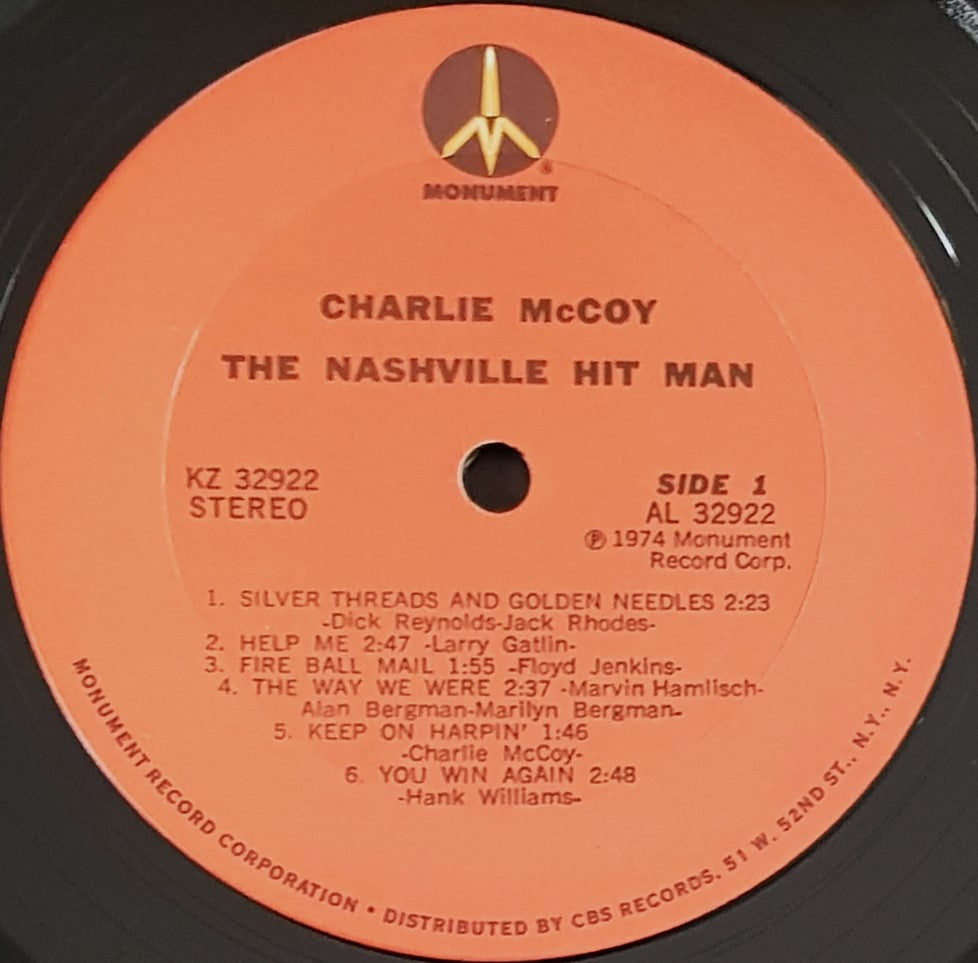 MONUMENT
CHARLIE McCOY
THE NASHVILLE HIT MAN
KZ 32922
STEREO
SIDE 1
AL 32922
℗ 1974 Monument
Record Corp.
1. SILVER THREADS AND GOLDEN NEEDLES 2:23
-Dick Reynolds-Jack Rhodes-
2. HELP ME 2:47 -Larry Gatlin-
3. FIRE BALL MAIL 1:55 -Floyd Jenkins-
4. THE WAY WE WERE 2:37 -Marvin Hamlisch-
Alan Bergman-Marilyn Bergman-
5. KEEP ON HARPIN' 1:46
-Charlie McCoy-
6. YOU WIN AGAIN 2:48
-Hank Williams-
MONUMENT RECORD CORPORATION • DISTRIBUTED BY CBS RECORDS, 51 W. 52ND ST., N.Y., N.Y.